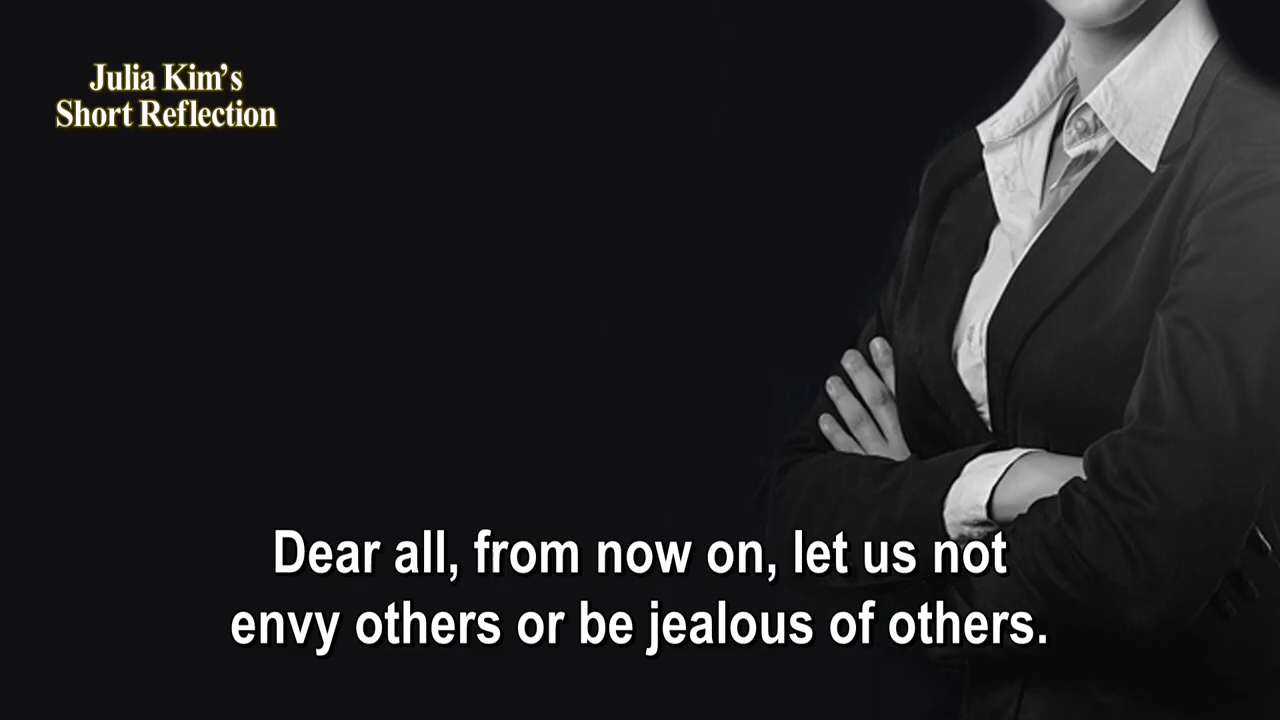 Julia Kim’s
Short Reflection
Dear all, from now on, let us not
envy others or be jealous of others.